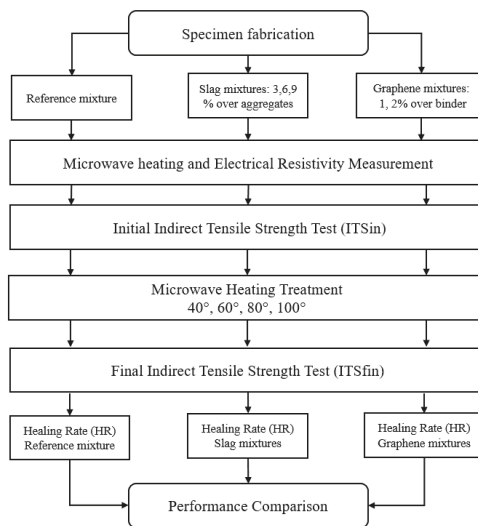 Specimen fabrication
Reference mixture
Slag mixtures: 3,6,9
% over aggregates
Graphene mixtures:
1, 2% over binder
Microwave heating and Electrical Resistivity Measurement
Initial Indirect Tensile Strength Test (ITSin)
Microwave Heating Treatment
40°, 60°, 80°, 100°
Final Indirect Tensile Strength Test (ITSfin)
Healing Rate (HR)
Reference mixture
Healing Rate (HR)
Slag mixtures
Healing Rate (HR)
Graphene mixtures
Performance Comparison